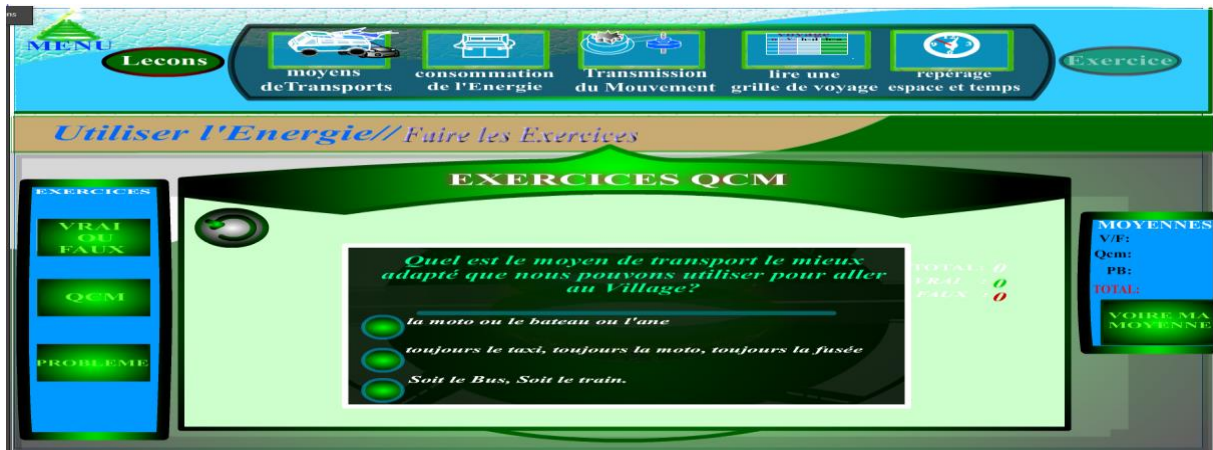 ns
MENU
Lecons
moyens
deTransports
consommation
de l'Energie
Transmission
du Mouvement
voyage
lire une
grille de voyage
repérage
espace et temps
Exercice
Utiliser l'Energie//Faire les Exercices
EXERCICES
VRAI
OU
FAUX
QCM
PROBLEME
EXERCICES QCM
Quel est le moyen de transport le mieux
adapté que nous pouvons utiliser pour aller
au Village?
la moto ou le bateau ou l'ane
toujours le taxi, toujours la moto, toujours la fusée
Soit le Bus, Soit le train.
TOTAL: 0
VRAI : 0
FAUX : 0
MOYENNES
V/F:
Qcm:
PB:
TOTAL:
VOIRE MA
MOYENNE